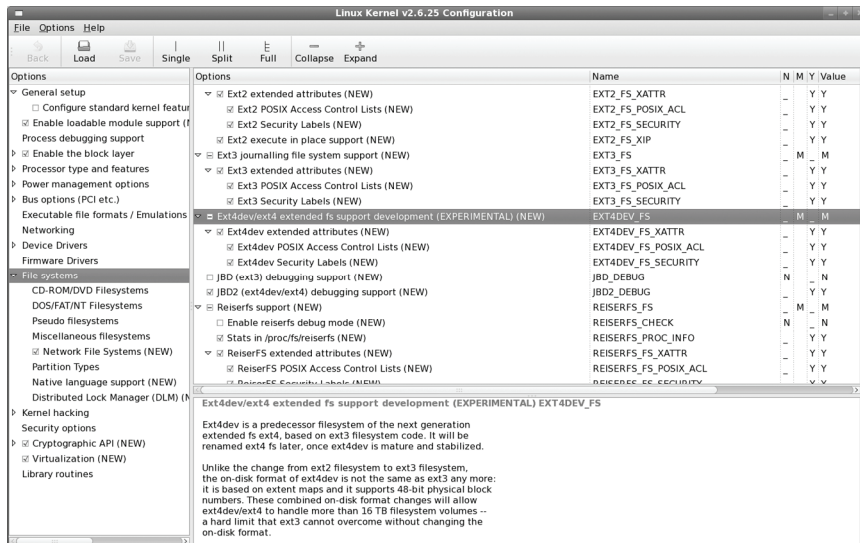 Linux Kernel v2.6.25 Configuration
File Options Help
Back Load Save Single Split Full Collapse Expand
Options
General setup
Configure standard kernel featur
Enable loadable module support (N
Process debugging support
Enable the block layer
Processor type and features
Power management options
Bus options (PCI etc.)
Executable file formats / Emulations
Networking
Device Drivers
Firmware Drivers
File systems
CD-ROM/DVD Filesystems
DOS/FAT/NT Filesystems
Pseudo filesystems
Miscellaneous filesystems
Network File Systems (NEW)
Partition Types
Native language support (NEW)
Distributed Lock Manager (DLM) (N
Kernel hacking
Security options
Cryptographic API (NEW)
Virtualization (NEW)
Library routines
Options Name N M Y Value
Ext2 extended attributes (NEW) EXT2_FS_XATTR _ Y Y
Ext2 POSIX Access Control Lists (NEW) EXT2_FS_POSIX_ACL _ Y Y
Ext2 Security Labels (NEW) EXT2_FS_SECURITY _ Y Y
Ext2 execute in place support (NEW) EXT2_FS_XIP _ Y Y
Ext3 journalling file system support (NEW) EXT3_FS _ M _ M
Ext3 extended attributes (NEW) EXT3_FS_XATTR _ Y Y
Ext3 POSIX Access Control Lists (NEW) EXT3_FS_POSIX_ACL _ Y Y
Ext3 Security Labels (NEW) EXT3_FS_SECURITY _ Y Y
Ext4dev/ext4 extended fs support development (EXPERIMENTAL) (NEW) EXT4DEV_FS _ M _ M
Ext4dev extended attributes (NEW) EXT4DEV_FS_XATTR _ Y Y
Ext4dev POSIX Access Control Lists (NEW) EXT4DEV_FS_POSIX_ACL _ Y Y
Ext4dev Security Labels (NEW) EXT4DEV_FS_SECURITY _ Y Y
JBD (ext3) debugging support (NEW) JBD_DEBUG N _ N
JBD2 (ext4dev/ext4) debugging support (NEW) JBD2_DEBUG _ Y Y
Reiserfs support (NEW) REISERFS_FS _ M _ M
Enable reiserfs debug mode (NEW) REISERFS_CHECK N _ N
Stats in /proc/fs/reiserfs (NEW) REISERFS_PROC_INFO _ Y Y
ReiserFS extended attributes (NEW) REISERFS_FS_XATTR _ Y Y
ReiserFS POSIX Access Control Lists (NEW) REISERFS_FS_POSIX_ACL _ Y Y
ReiserFS Security Labels (NEW) REISERFS_FS_SECURITY _ Y Y
Ext4dev/ext4 extended fs support development (EXPERIMENTAL) EXT4DEV_FS
Ext4dev is a predecessor filesystem of the next generation
extended fs ext4, based on ext3 filesystem code. It will be
renamed ext4 fs later, once ext4dev is mature and stabilized.
Unlike the change from ext2 filesystem to ext3 filesystem,
the on-disk format of ext4dev is not the same as ext3 any more:
it is based on extent maps and it supports 48-bit physical block
numbers. These combined on-disk format changes will allow
ext4dev/ext4 to handle more than 16 TB filesystem volumes --
a hard limit that ext3 cannot overcome without changing the
on-disk format.